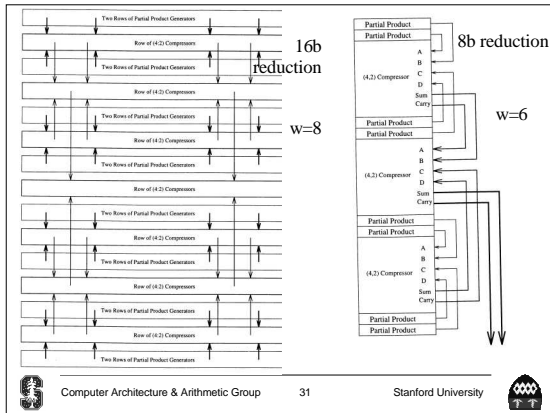 Two Rows of Partial Product Generators
Row of (4:2) Compressors
Two Rows of Partial Product Generators
Row of (4:2) Compressors
Two Rows of Partial Product Generators
Row of (4:2) Compressors
Two Rows of Partial Product Generators
Row of (4:2) Compressors
Two Rows of Partial Product Generators
Row of (4:2) Compressors
Two Rows of Partial Product Generators
Row of (4:2) Compressors
Two Rows of Partial Product Generators
Row of (4:2) Compressors
Two Rows of Partial Product Generators
16b
reduction
w=8
Partial Product
Partial Product
A
B
(4,2) Compressor
C
D
Sum
Carry
Partial Product
Partial Product
A
B
(4,2) Compressor
C
D
Sum
Carry
Partial Product
Partial Product
A
B
(4,2) Compressor
C
D
Sum
Carry
Partial Product
Partial Product
8b reduction
w=6
Computer Architecture & Arithmetic Group 31 Stanford University